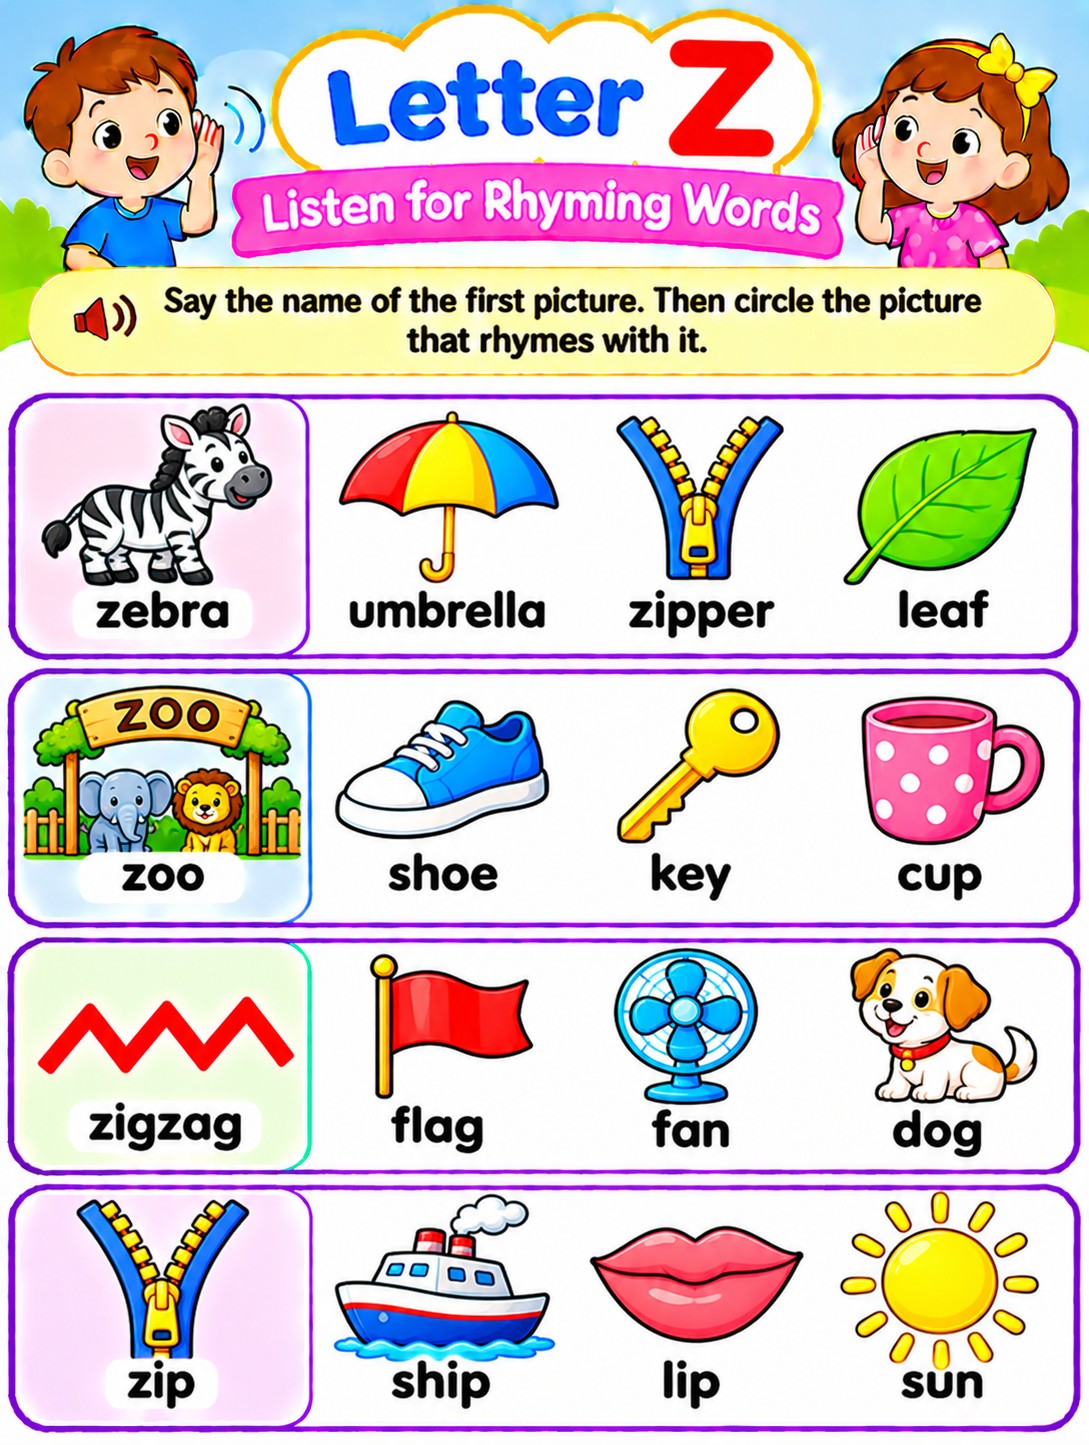 Letter Z
Listen for Rhyming Words
Say the name of the first picture. Then circle the picture
that rhymes with it.
zebra umbrella zipper leaf
ZOO
zoo shoe key cup
zigzag flag fan dog
zip ship lip sun